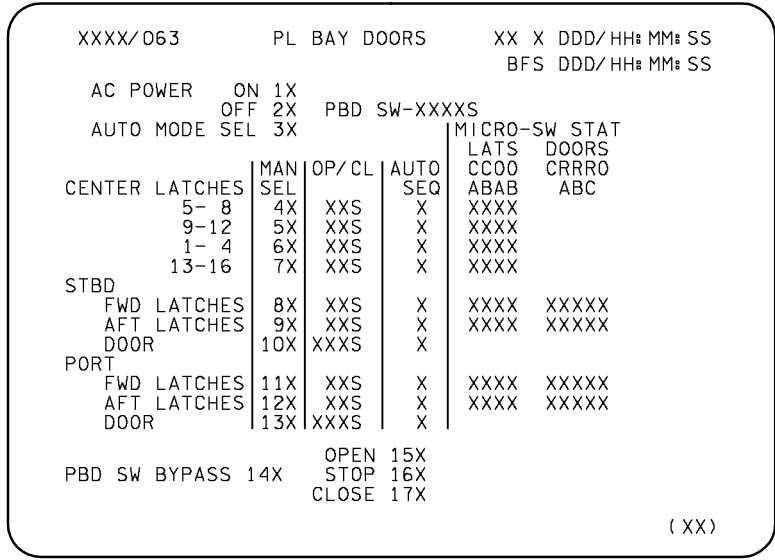 XXXX/063 PL BAY DOORS XX X DDD/HH:MM:SS
BFS DDD/HH:MM:SS
AC POWER ON 1X
OFF 2X PBD SW-XXXXS
AUTO MODE SEL 3X MICRO-SW STAT
LATS DOORS
MAN OP/CL AUTO CCOO CRRRO
CENTER LATCHES SEL SEQ ABAB ABC
5- 8 4X XXS X XXXX
9-12 5X XXS X XXXX
1- 4 6X XXS X XXXX
13-16 7X XXS X XXXX
STBD
FWD LATCHES 8X XXS X XXXX XXXXX
AFT LATCHES 9X XXS X XXXX XXXXX
DOOR 10X XXXS X
PORT
FWD LATCHES 11X XXS X XXXX XXXXX
AFT LATCHES 12X XXS X XXXX XXXXX
DOOR 13X XXXS X
OPEN 15X
PBD SW BYPASS 14X STOP 16X
CLOSE 17X
(XX)